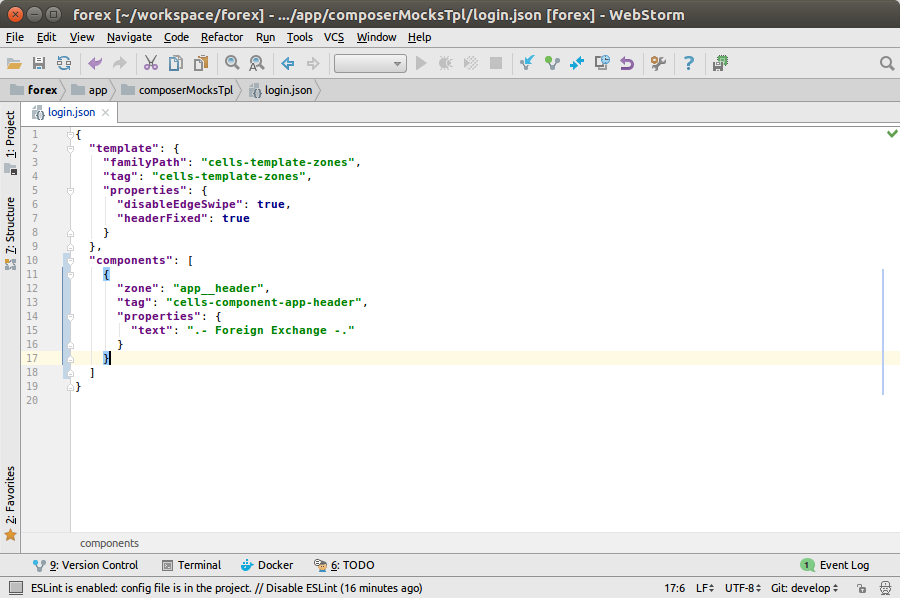 forex [~/workspace/forex] - .../app/composerMocksTpl/login.json [forex] - WebStorm
File Edit View Navigate Code Refactor Run Tools VCS Window Help
forex app composerMocksTpl login.json
login.json
1: Project
7: Structure
2: Favorites
1 {
2 "template": {
3 "familyPath": "cells-template-zones",
4 "tag": "cells-template-zones",
5 "properties": {
6 "disableEdgeSwipe": true,
7 "headerFixed": true
8 }
9 },
10 "components": [
11 {
12 "zone": "app__header",
13 "tag": "cells-component-app-header",
14 "properties": {
15 "text": ".- Foreign Exchange -."
16 }
17 }
18 ]
19 }
20
components
9: Version Control Terminal Docker 6: TODO 1 Event Log
ESLint is enabled: config file is in the project. // Disable ESLint (16 minutes ago) 17:6 LF UTF-8 Git: develop